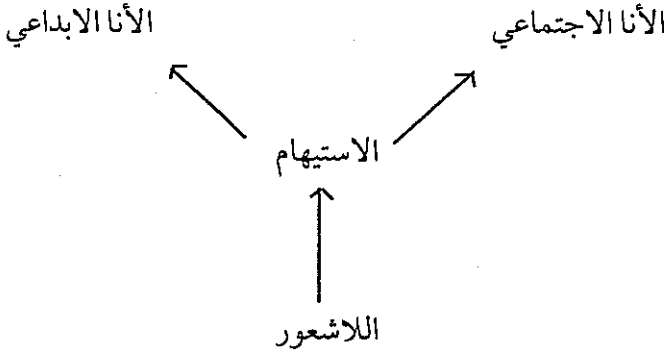 الأنا الاجتماعي
الأنا الابداعي
الاستيهام
اللاشعور